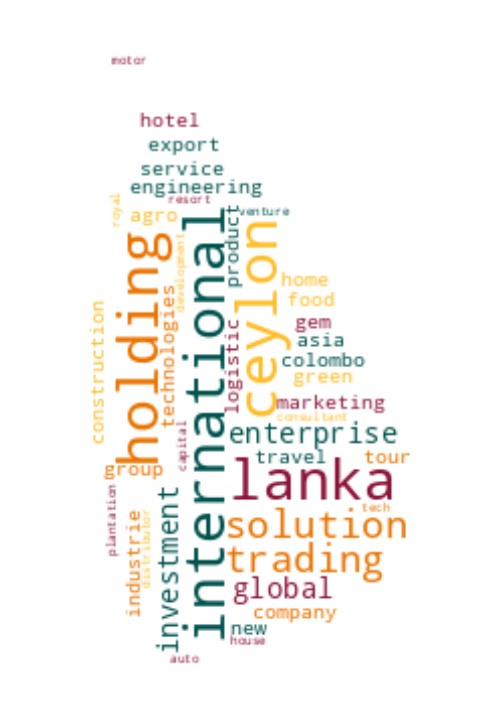 motor
hotel
export
service
engineering
resort
royal
agro
venture
product
development
international
holding
ceylon
technologies
home
food
construction
logistic
gem
asia
colombo
green
marketing
consultant
capital
enterprise
travel
tour
group
lanka
plantation
investment
tech
industrie
distributor
solution
trading
global
company
new
house
auto